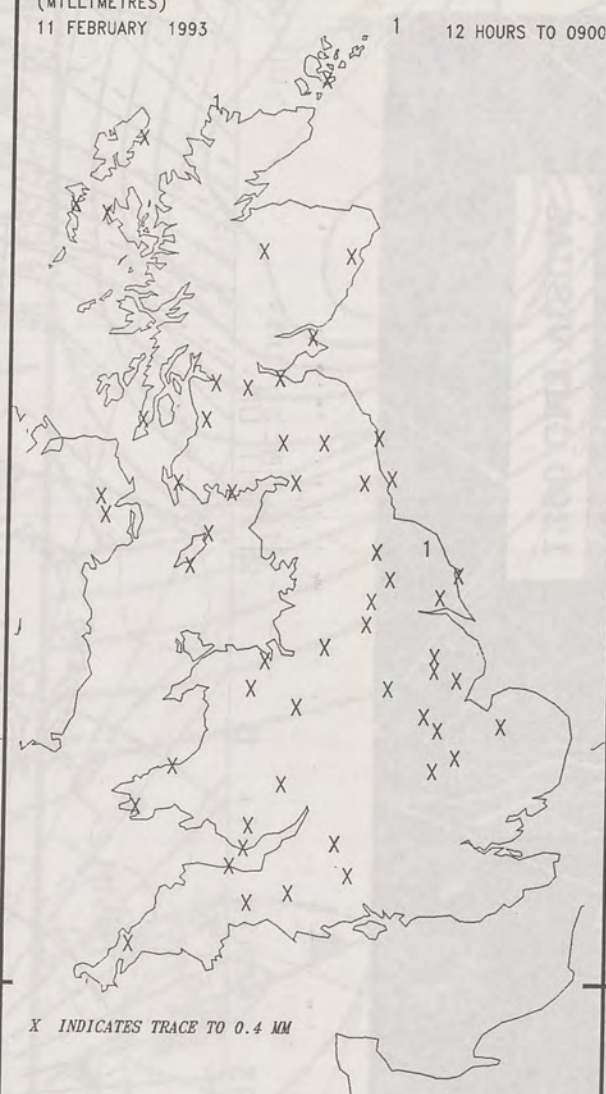 (MILLIMETRES)
11 FEBRUARY 1993
12 HOURS TO 0900
1
1
1
X INDICATES TRACE TO 0.4 MM